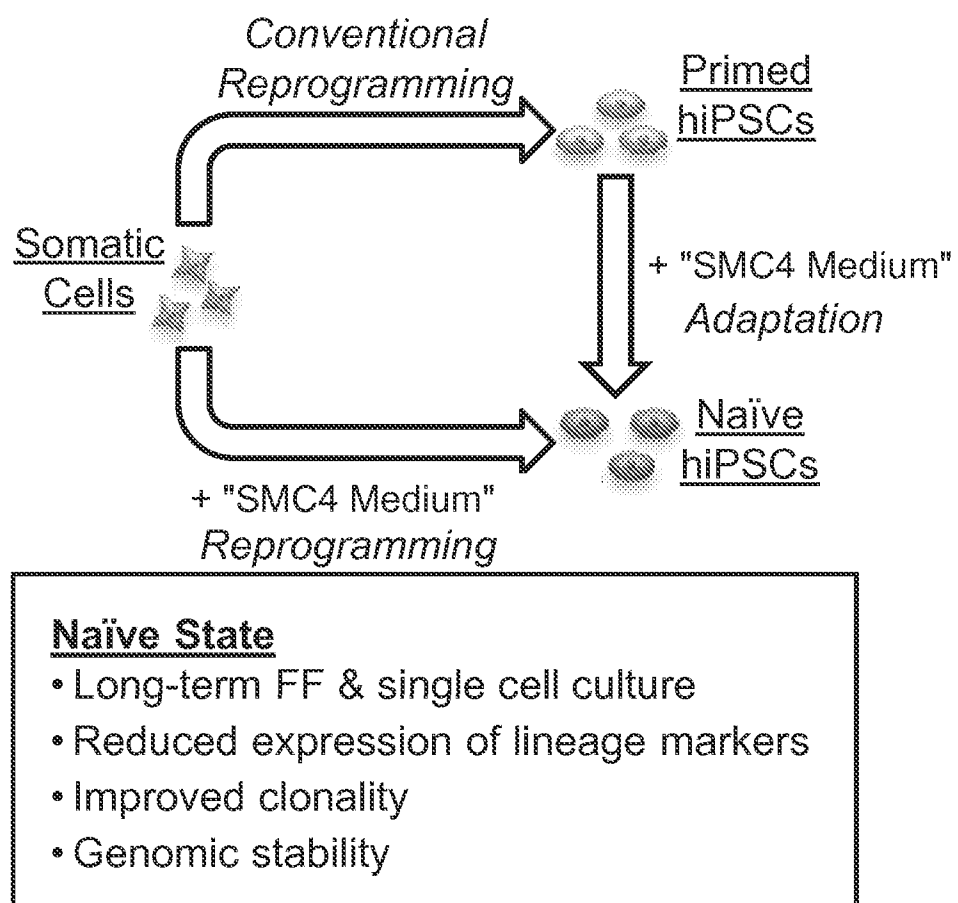 Conventional
Reprogramming
Primed
hiPSCs
Somatic
Cells
+ "SMC4 Medium"
Adaptation
Naïve
hiPSCs
+ "SMC4 Medium"
Reprogramming
Naïve State
• Long-term FF & single cell culture
• Reduced expression of lineage markers
• Improved clonality
• Genomic stability